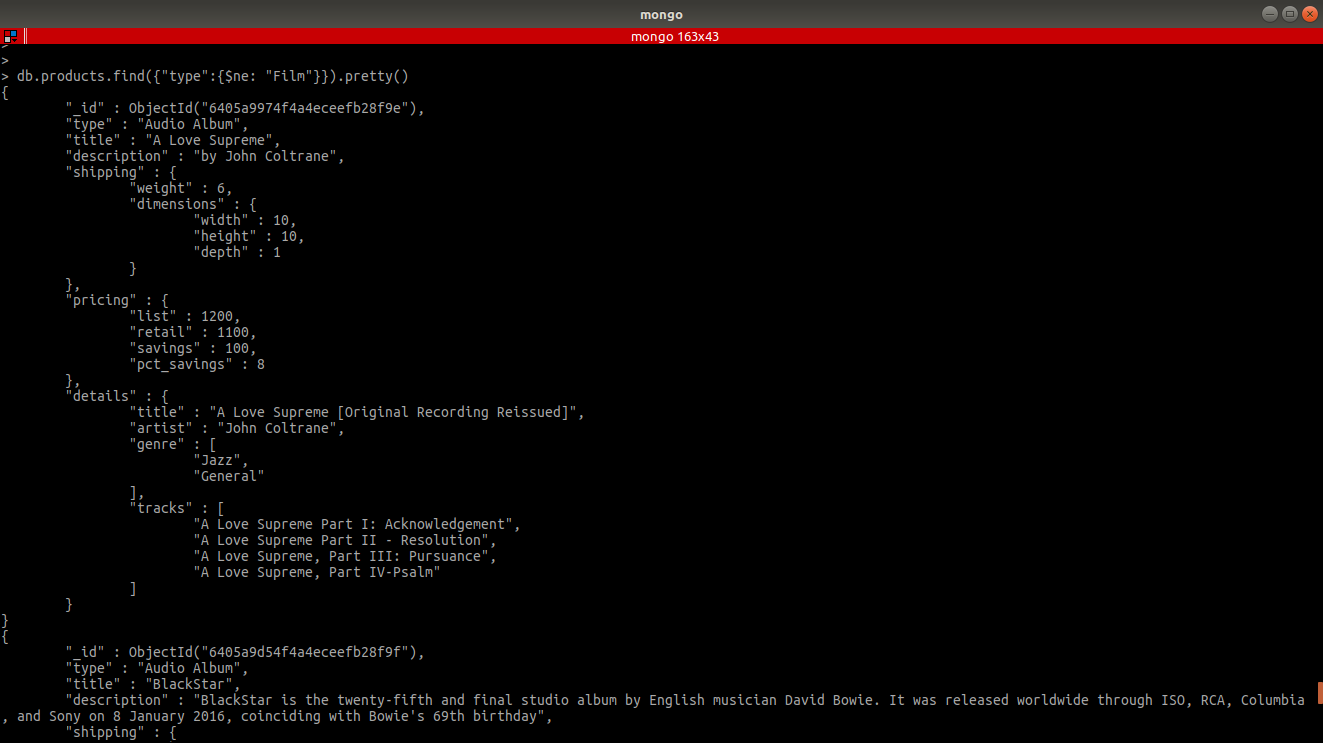 mongo
mongo 163x43
>
>
> db.products.find({"type":{$ne: "Film"}}).pretty()
{
"_id" : ObjectId("6405a9974f4a4eceefb28f9e"),
"type" : "Audio Album",
"title" : "A Love Supreme",
"description" : "by John Coltrane",
"shipping" : {
"weight" : 6,
"dimensions" : {
"width" : 10,
"height" : 10,
"depth" : 1
}
},
"pricing" : {
"list" : 1200,
"retail" : 1100,
"savings" : 100,
"pct_savings" : 8
},
"details" : {
"title" : "A Love Supreme [Original Recording Reissued]",
"artist" : "John Coltrane",
"genre" : [
"Jazz",
"General"
],
"tracks" : [
"A Love Supreme Part I: Acknowledgement",
"A Love Supreme Part II - Resolution",
"A Love Supreme, Part III: Pursuance",
"A Love Supreme, Part IV-Psalm"
]
}
}
{
"_id" : ObjectId("6405a9d54f4a4eceefb28f9f"),
"type" : "Audio Album",
"title" : "BlackStar",
"description" : "BlackStar is the twenty-fifth and final studio album by English musician David Bowie. It was released worldwide through ISO, RCA, Columbia
, and Sony on 8 January 2016, coinciding with Bowie's 69th birthday",
"shipping" : {